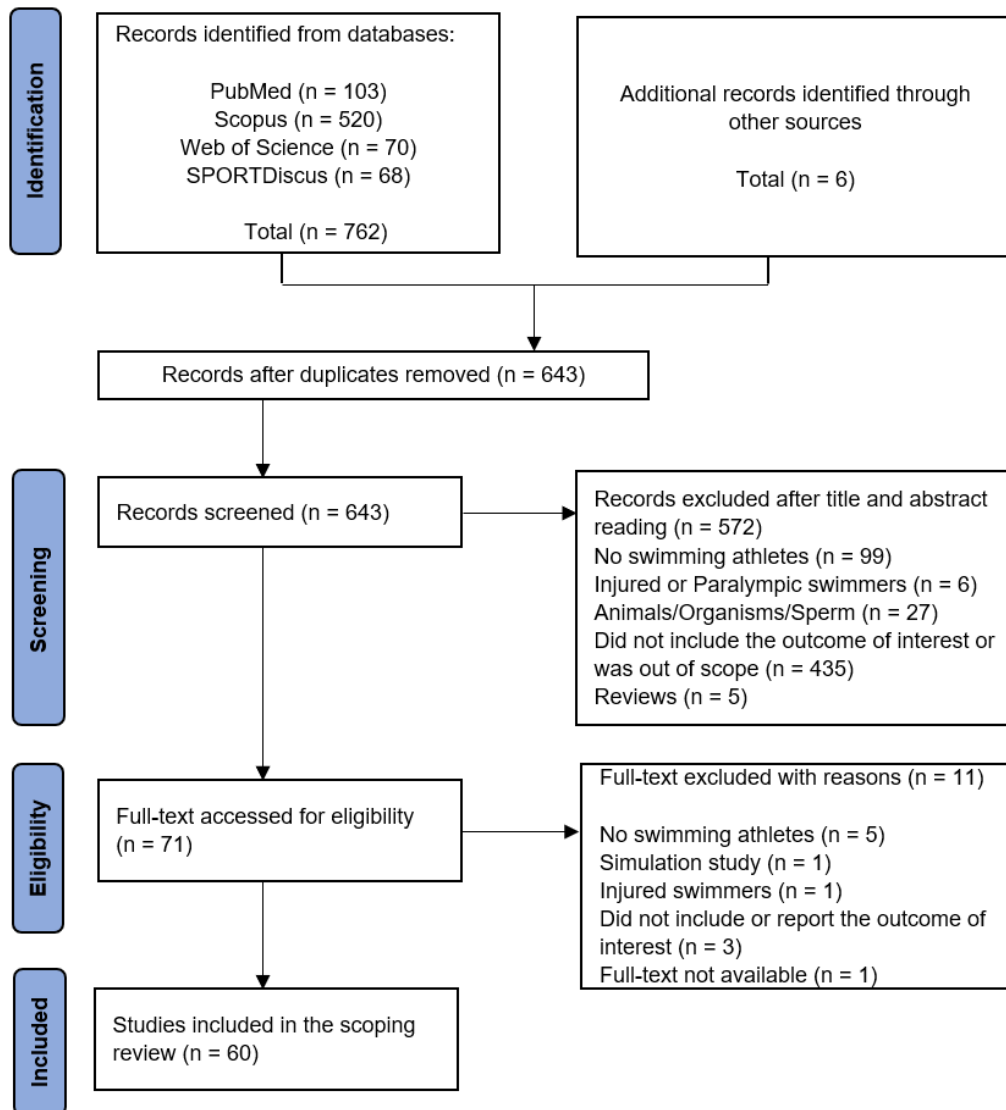 Identification
Records identified from databases:
PubMed (n = 103)
Scopus (n = 520)
Web of Science (n = 70)
SPORTDiscus (n = 68)
Total (n = 762)
Additional records identified through
other sources
Total (n = 6)
Records after duplicates removed (n = 643)
Screening
Records screened (n = 643)
Records excluded after title and abstract
reading (n = 572)
No swimming athletes (n = 99)
Injured or Paralympic swimmers (n = 6)
Animals/Organisms/Sperm (n = 27)
Did not include the outcome of interest or
was out of scope (n = 435)
Reviews (n = 5)
Eligibility
Full-text accessed for eligibility
(n = 71)
Full-text excluded with reasons (n = 11)
No swimming athletes (n = 5)
Simulation study (n = 1)
Injured swimmers (n = 1)
Did not include or report the outcome of
interest (n = 3)
Full-text not available (n = 1)
Included
Studies included in the scoping
review (n = 60)